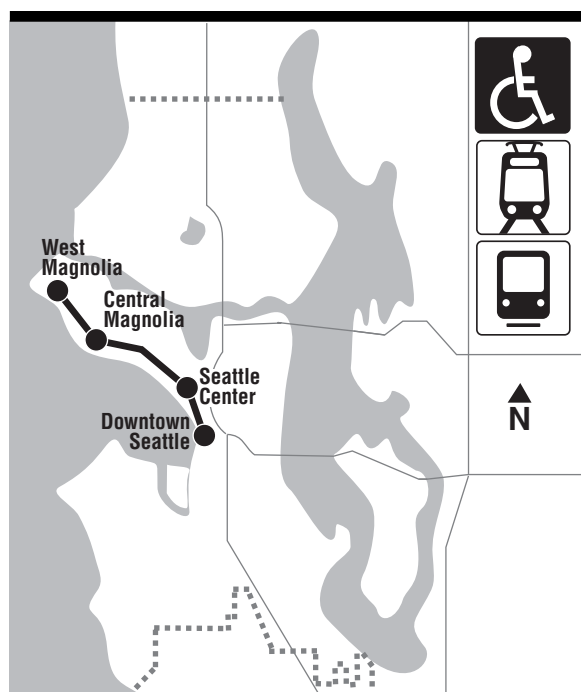 West
Magnolia
Central
Magnolia
Seattle
Center
Downtown
Seattle
N